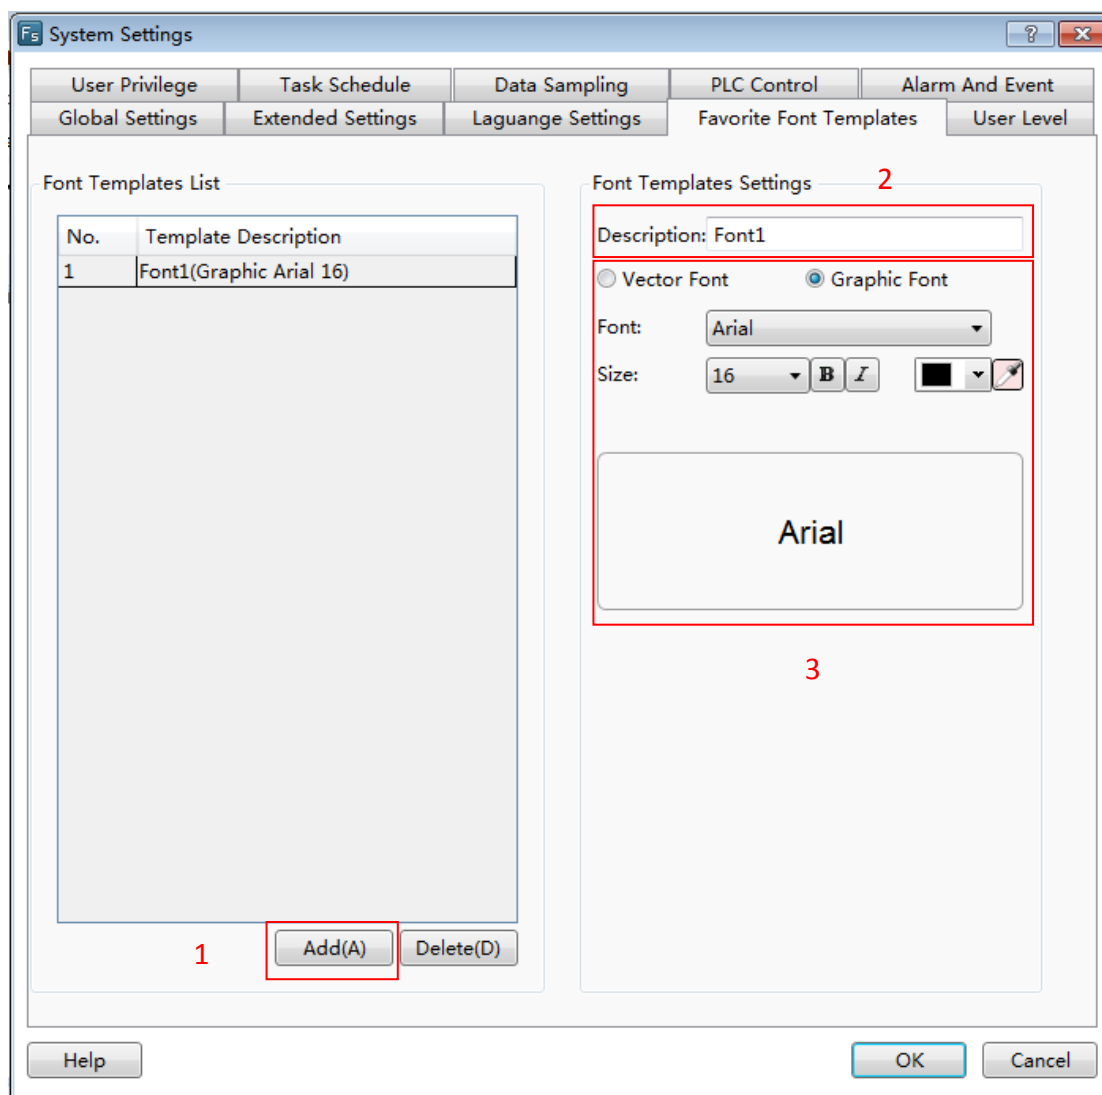 Fs System Settings ?
User Privilege Task Schedule Data Sampling PLC Control Alarm And Event
Global Settings Extended Settings Laguange Settings Favorite Font Templates User Level
Font Templates List
No. Template Description
1 Font1(Graphic Arial 16)
1 Add(A) Delete(D)
Font Templates Settings 2
Description: Font1
Vector Font Graphic Font
Font: Arial
Size: 16 B I
Arial
3
Help OK Cancel